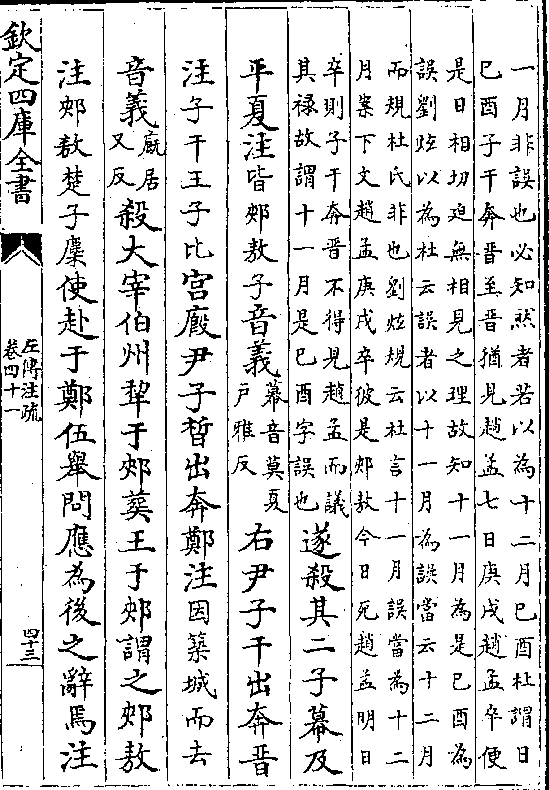 一月非誤也必知然者若以為十二月己酉杜謂日
巳酉子干奔晉至晉猶見趙孟七日庚戌趙孟卒便
是日相切迫無相見之理故知十一月為是己酉為
誤劉炫以為杜云誤者以十一月為誤當云十二月
而規杜氏非也劉炫規云杜言十一月誤當為十二
月案下文趙孟庚戌卒彼是郟敖今日死趙孟明日
卒則子干奔晉不得見趙孟而議
其祿故謂十一月是己酉字誤也
遂殺其二子幕及
平夏注皆郟敖子音義
幕音莫夏
戸雅反
右尹子干出奔晉
注子干王子比宮廄尹子晳出奔鄭注因築城而去
音義
廄居
又反
殺大宰伯州犂于郟葬王于郟謂之郟敖
注郟敖楚子麇使赴于鄭伍舉問應為後之辭焉注
欽定四庫全書
左傳注疏
卷四十一
四十三